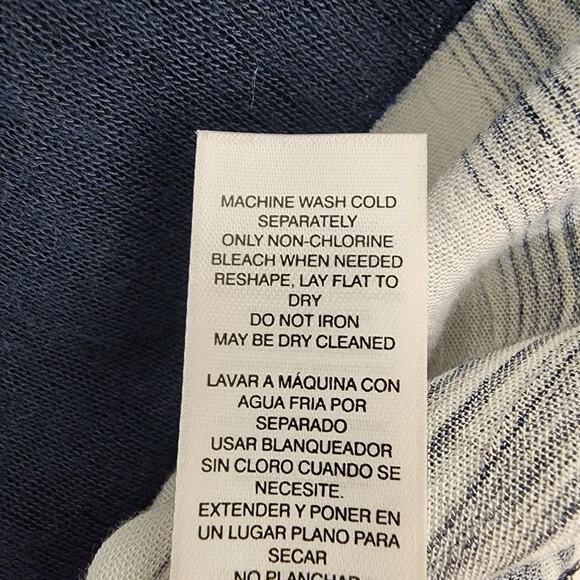 MACHINE WASH COLD
SEPARATELY
ONLY NON-CHLORINE
BLEACH WHEN NEEDED
RESHAPE, LAY FLAT TO
DRY
DO NOT IRON
MAY BE DRY CLEANED
LAVAR A MÁQUINA CON
AGUA FRIA POR
SEPARADO
USAR BLANQUEADOR
SIN CLORO CUANDO SE
NECESITE.
EXTENDER Y PONER EN
UN LUGAR PLANO PARA
SECAR
NO PLANCHAR